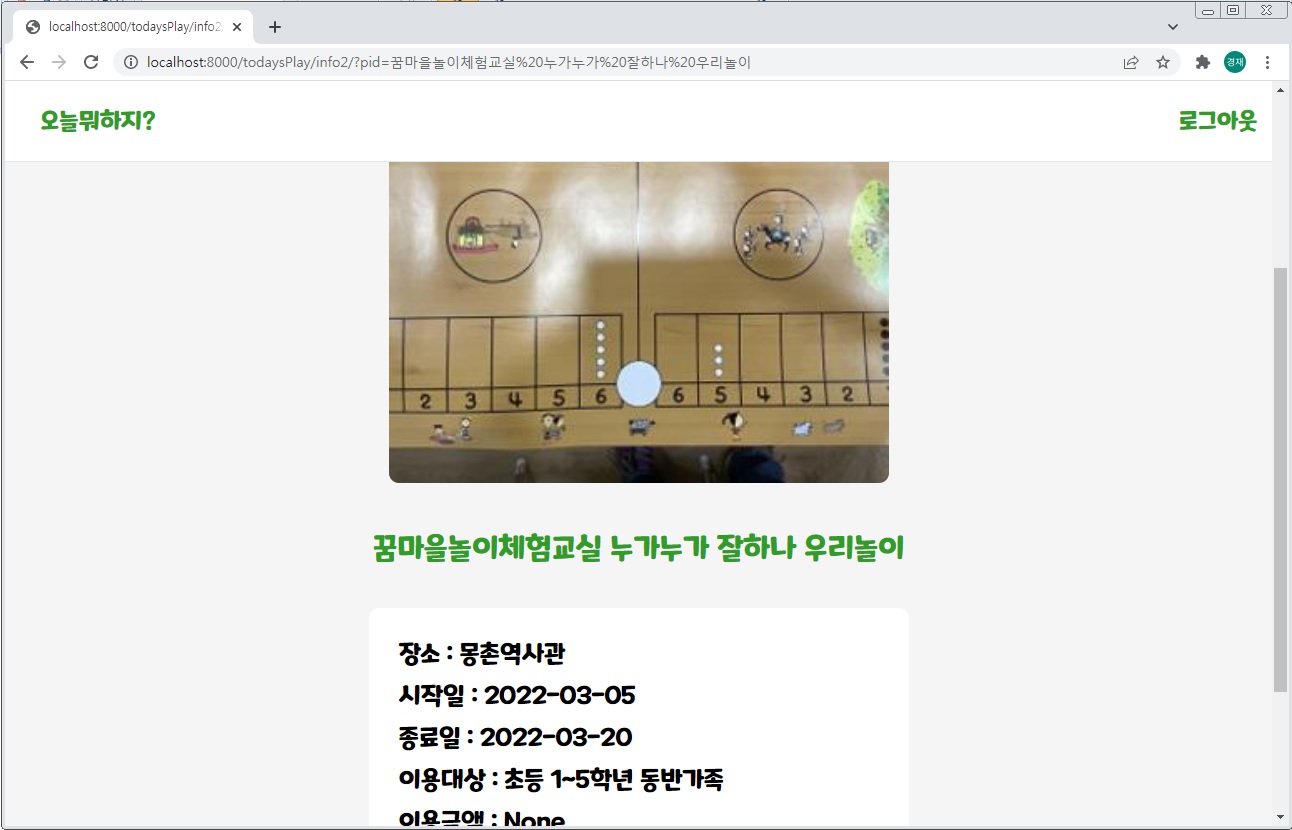 localhost:8000/todaysPlay/info2
localhost:8000/todaysPlay/info2/?pid=꿈마을놀이체험교실%20누가누가%20잘하나%20우리놀이
경재
오늘뭐하지?
로그아웃
2 3 4 5 6 6 5 4 3 2
꿈마을놀이체험교실 누가누가 잘하나 우리놀이
장소 : 몽촌역사관
시작일 : 2022-03-05
종료일 : 2022-03-20
이용대상 : 초등 1~5학년 동반가족
이용금액 : None